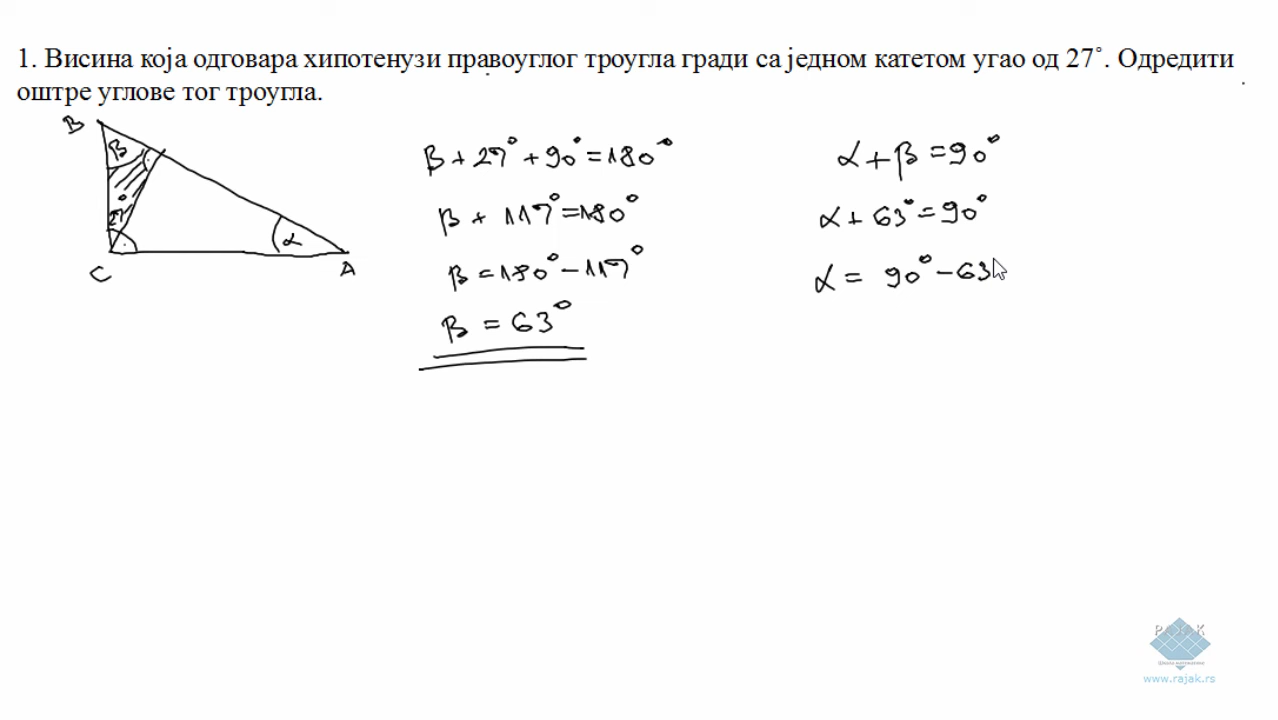 1. Висина која одговара хипотенузи правоуглог троугла гради са једном катетом угао од 27°. Одредити
оштре углове тог троугла.
B
β
27°
C
α
A
β + 27° + 90° = 180°
β + 117° = 180°
β = 180° - 117°
β = 63°
α + β = 90°
α + 63° = 90°
α = 90° - 63
РАЈАК
www.rajak.rs